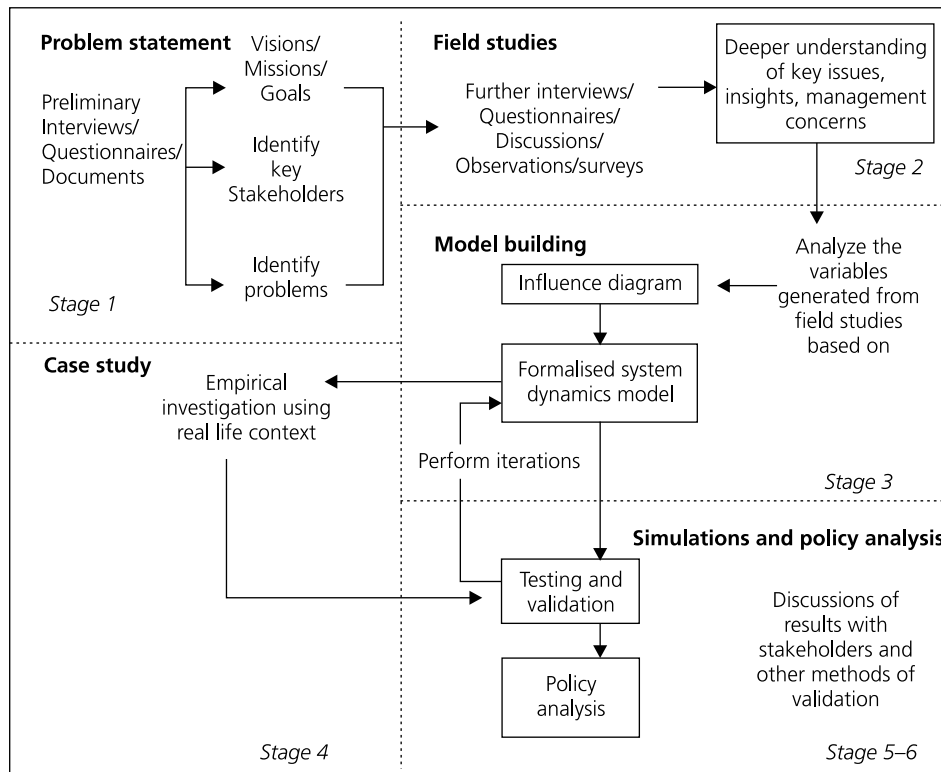 Problem statement
Preliminary
Interviews/
Questionnaires/
Documents
Visions/
Missions/
Goals
Identify
key
Stakeholders
Identify
problems
Stage 1
Field studies
Further interviews/
Questionnaires/
Discussions/
Observations/surveys
Deeper understanding
of key issues,
insights, management
concerns
Stage 2
Model building
Analyze the
variables
generated from
field studies
based on
Influence diagram
Formalised system
dynamics model
Perform iterations
Stage 3
Case study
Empirical
investigation using
real life context
Stage 4
Simulations and policy analysis
Testing and
validation
Policy
analysis
Discussions of
results with
stakeholders and
other methods of
validation
Stage 5–6